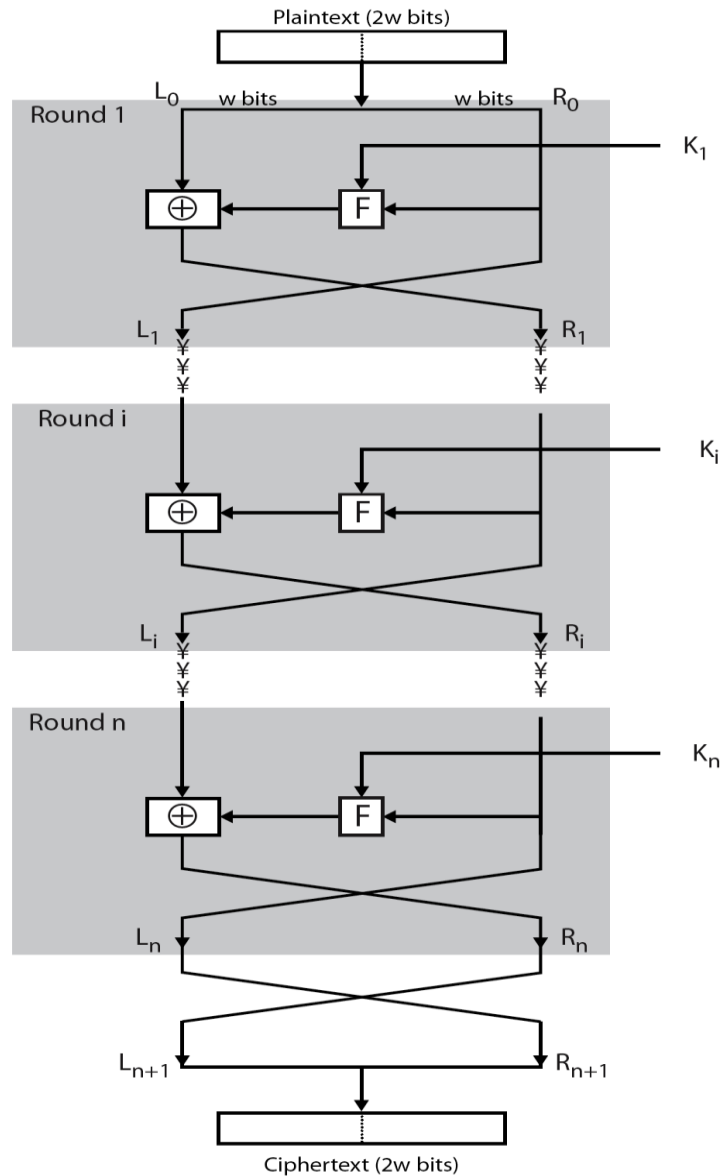 Plaintext (2w bits)
L0 w bits w bits R0
Round 1
K1
⊕ F
L1 R1
¥ ¥
¥ ¥
¥ ¥
Round i
Ki
⊕ F
Li Ri
¥ ¥
¥ ¥
¥ ¥
Round n
Kn
⊕ F
Ln Rn
Ln+1 Rn+1
Ciphertext (2w bits)